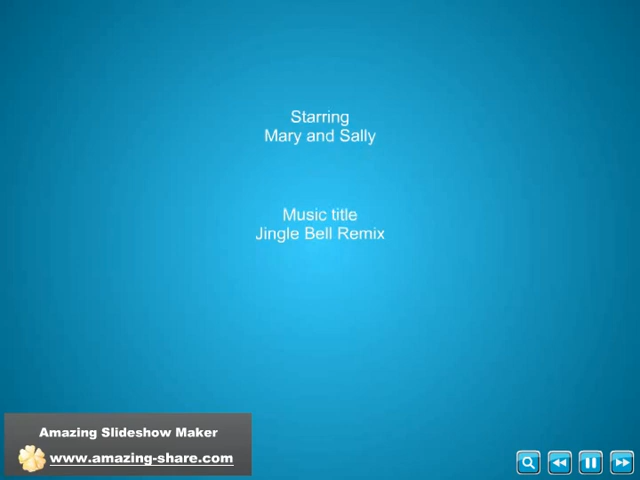 Starring
Mary and Sally
Music title
Jingle Bell Remix
Amazing Slideshow Maker
www.amazing-share.com